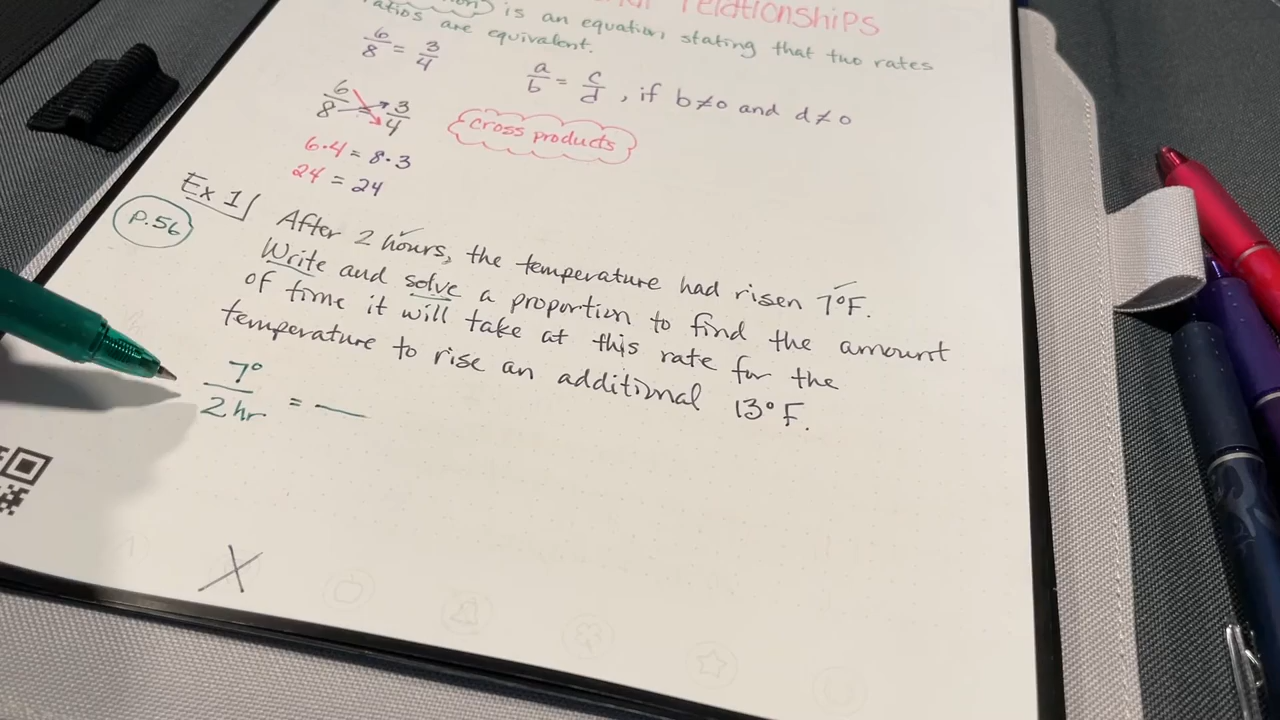 relationships
is an equation stating that two rates
ratios are equivalent.
6/8 = 3/4
a/b = c/d , if b≠0 and d≠0
6/8 = 3/4
cross products
6·4 = 8·3
24 = 24
Ex 1
p.56
After 2 hours, the temperature had risen 7°F.
Write and solve a proportion to find the amount
of time it will take at this rate for the
temperature to rise an additional 13°F.
7°/2 hr =
X